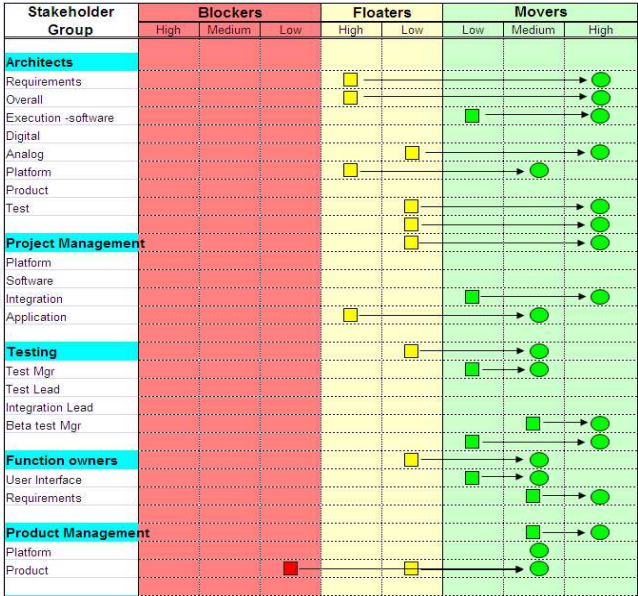 Stakeholder Group Blockers Floaters Movers
High Medium Low High Low Low Medium High
Architects
Requirements
Overall
Execution -software
Digital
Analog
Platform
Product
Test
Project Management
Platform
Software
Integration
Application
Testing
Test Mgr
Test Lead
Integration Lead
Beta test Mgr
Function owners
User Interface
Requirements
Product Management
Platform
Product